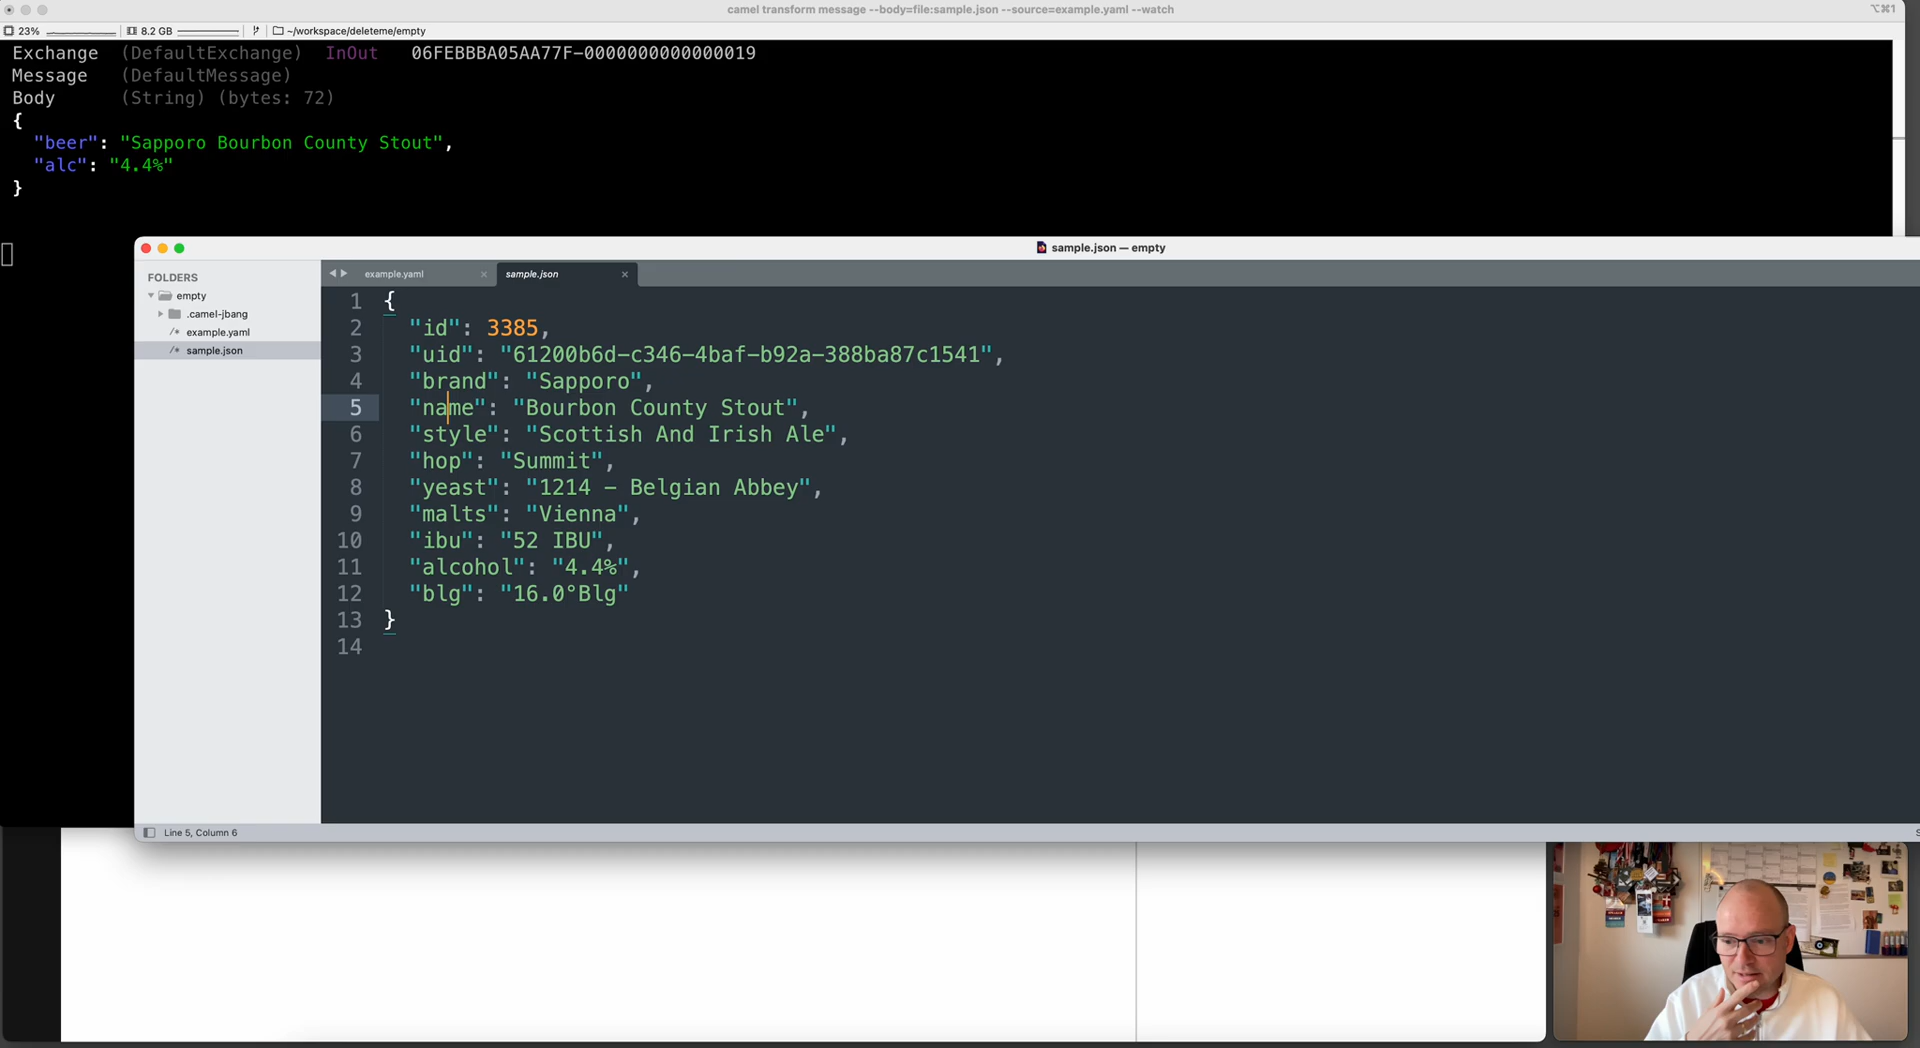 camel transform message --body=file:sample.json --source=example.yaml --watch
⌥⌘1
23%
8.2 GB
~/workspace/deleteme/empty
Exchange (DefaultExchange) InOut 06FEBBBA05AA77F-0000000000000019
Message (DefaultMessage)
Body (String) (bytes: 72)
{
"beer": "Sapporo Bourbon County Stout",
"alc": "4.4%"
}
sample.json — empty
FOLDERS
empty
.camel-jbang
example.yaml
sample.json
example.yaml
sample.json
1 {
2 "id": 3385,
3 "uid": "61200b6d-c346-4baf-b92a-388ba87c1541",
4 "brand": "Sapporo",
5 "name": "Bourbon County Stout",
6 "style": "Scottish And Irish Ale",
7 "hop": "Summit",
8 "yeast": "1214 - Belgian Abbey",
9 "malts": "Vienna",
10 "ibu": "52 IBU",
11 "alcohol": "4.4%",
12 "blg": "16.0°Blg"
13 }
14
Line 5, Column 6